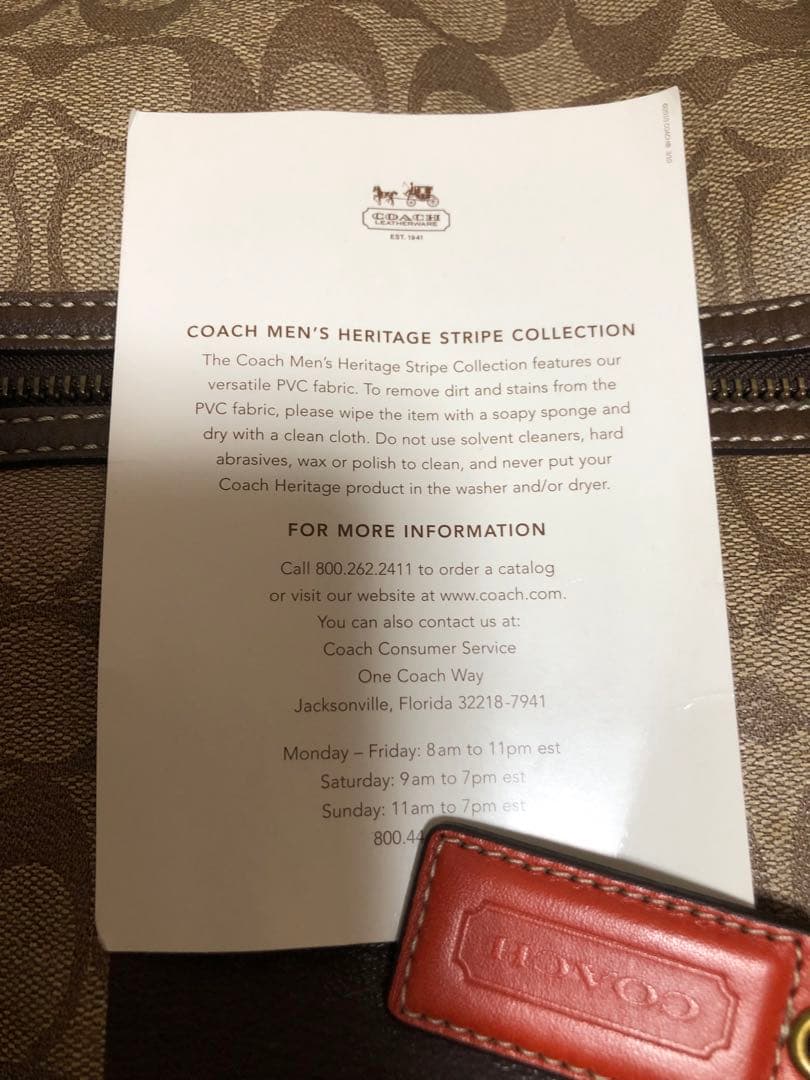 COACH
LEATHERWARE
EST. 1941
COACH MEN'S HERITAGE STRIPE COLLECTION
The Coach Men's Heritage Stripe Collection features our
versatile PVC fabric. To remove dirt and stains from the
PVC fabric, please wipe the item with a soapy sponge and
dry with a clean cloth. Do not use solvent cleaners, hard
abrasives, wax or polish to clean, and never put your
Coach Heritage product in the washer and/or dryer.
FOR MORE INFORMATION
Call 800.262.2411 to order a catalog
or visit our website at www.coach.com.
You can also contact us at:
Coach Consumer Service
One Coach Way
Jacksonville, Florida 32218-7941
Monday – Friday: 8am to 11pm est
Saturday: 9am to 7pm est
Sunday: 11am to 7pm est
800.44
COACH